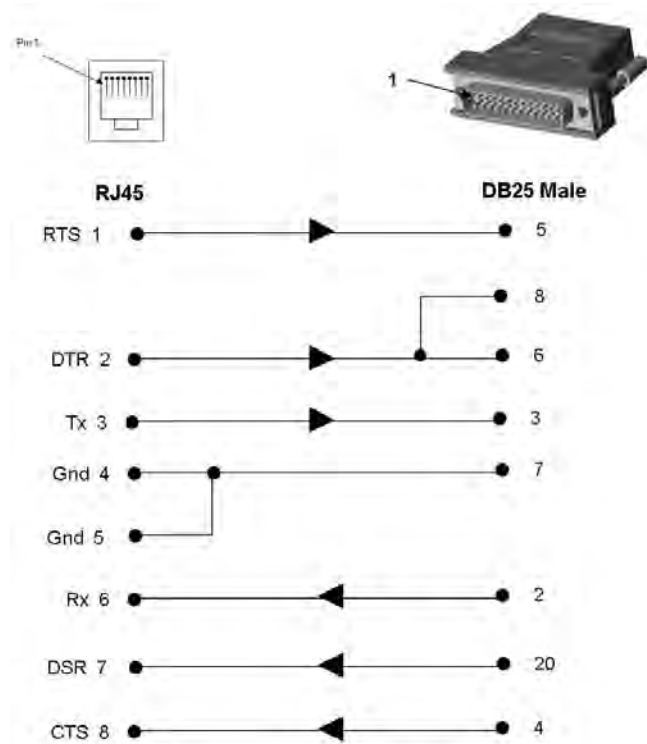 1
RJ45
DB25 Male
RTS 1
5
8
DTR 2
6
Tx 3
3
Gnd 4
7
Gnd 5
Rx 6
2
DSR 7
20
CTS 8
4